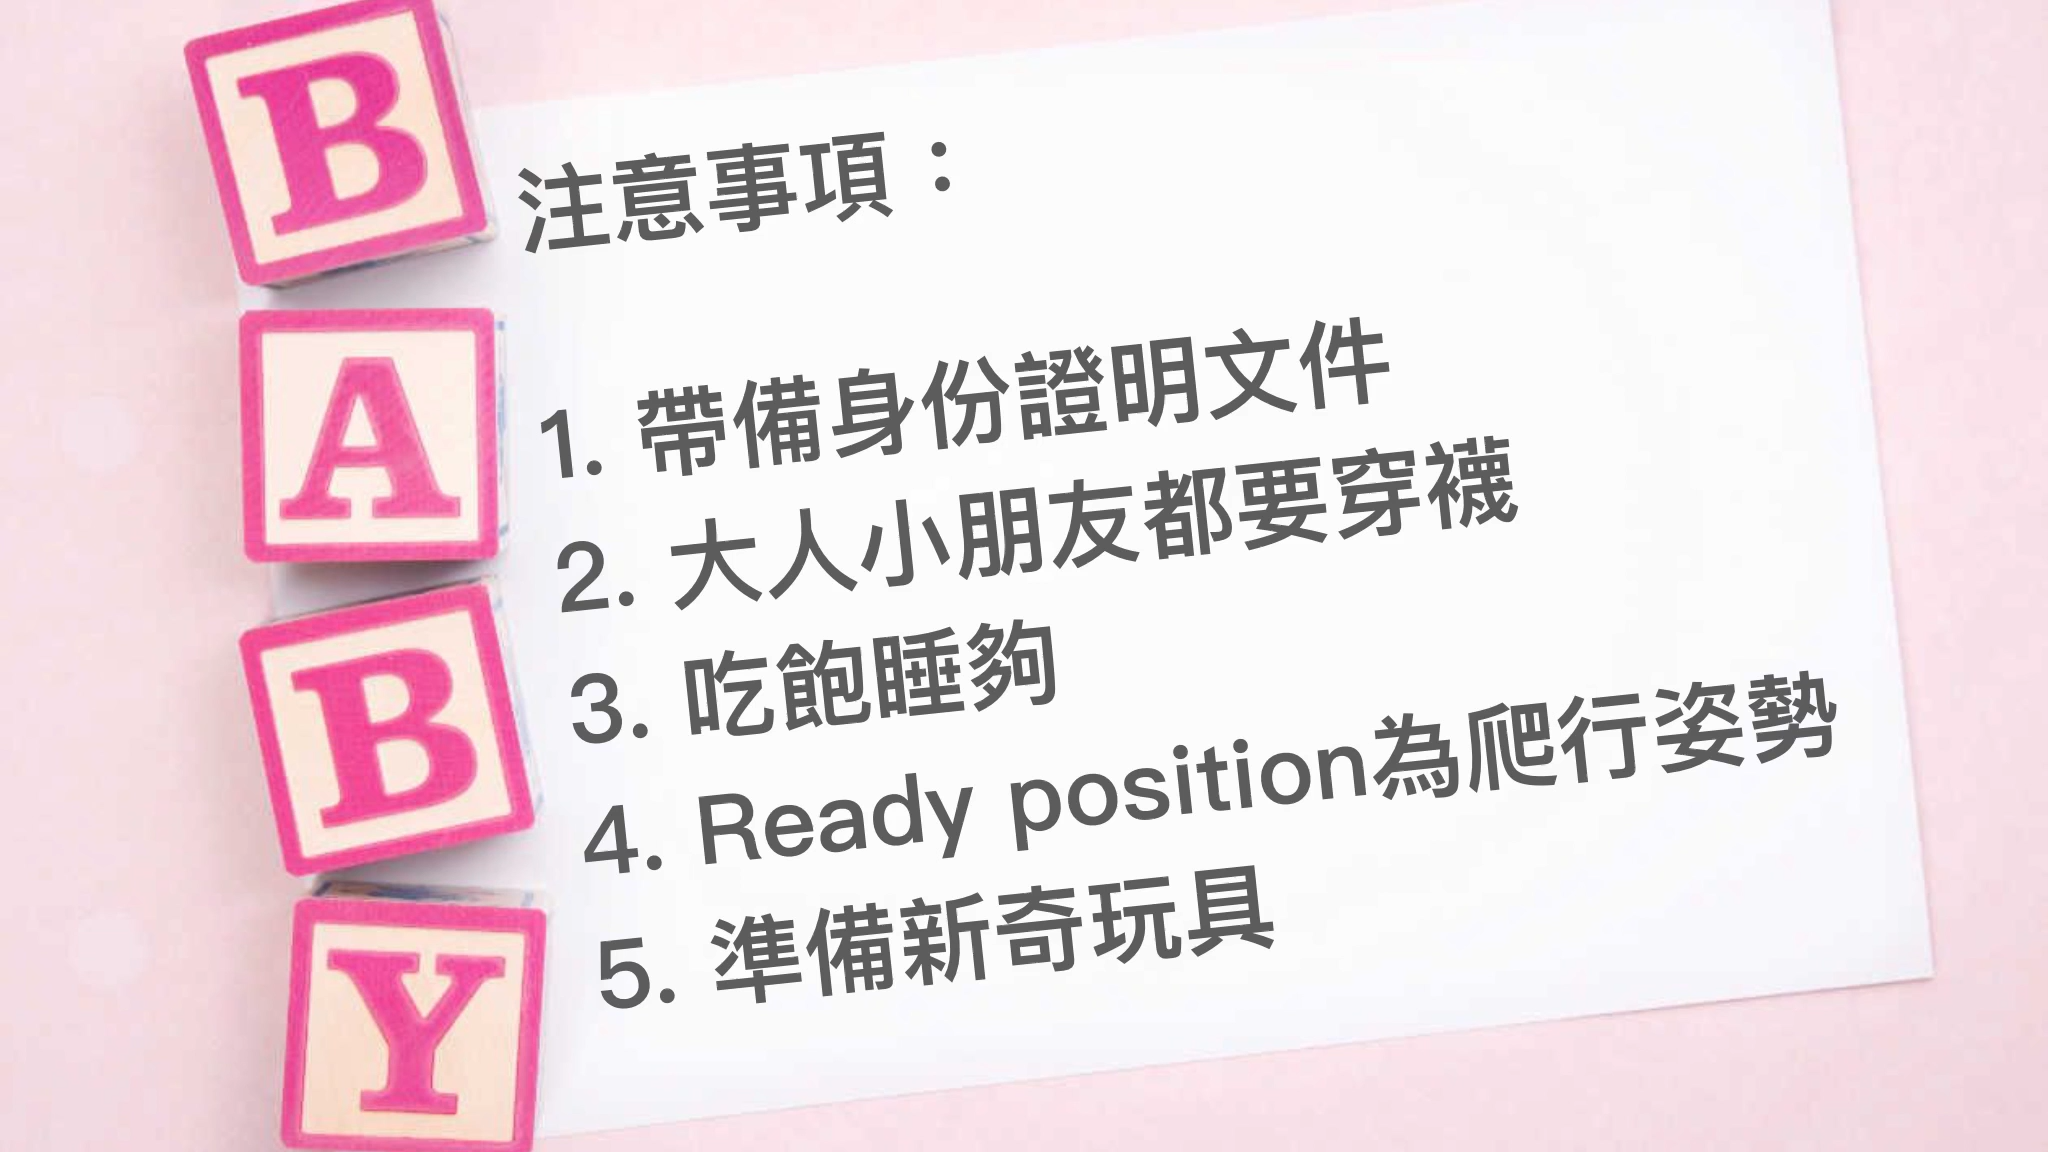 B
A
B
Y
注意事項：
1. 帶備身份證明文件
2. 大人小朋友都要穿襪
3. 吃飽睡夠
4. Ready position為爬行姿勢
5. 準備新奇玩具